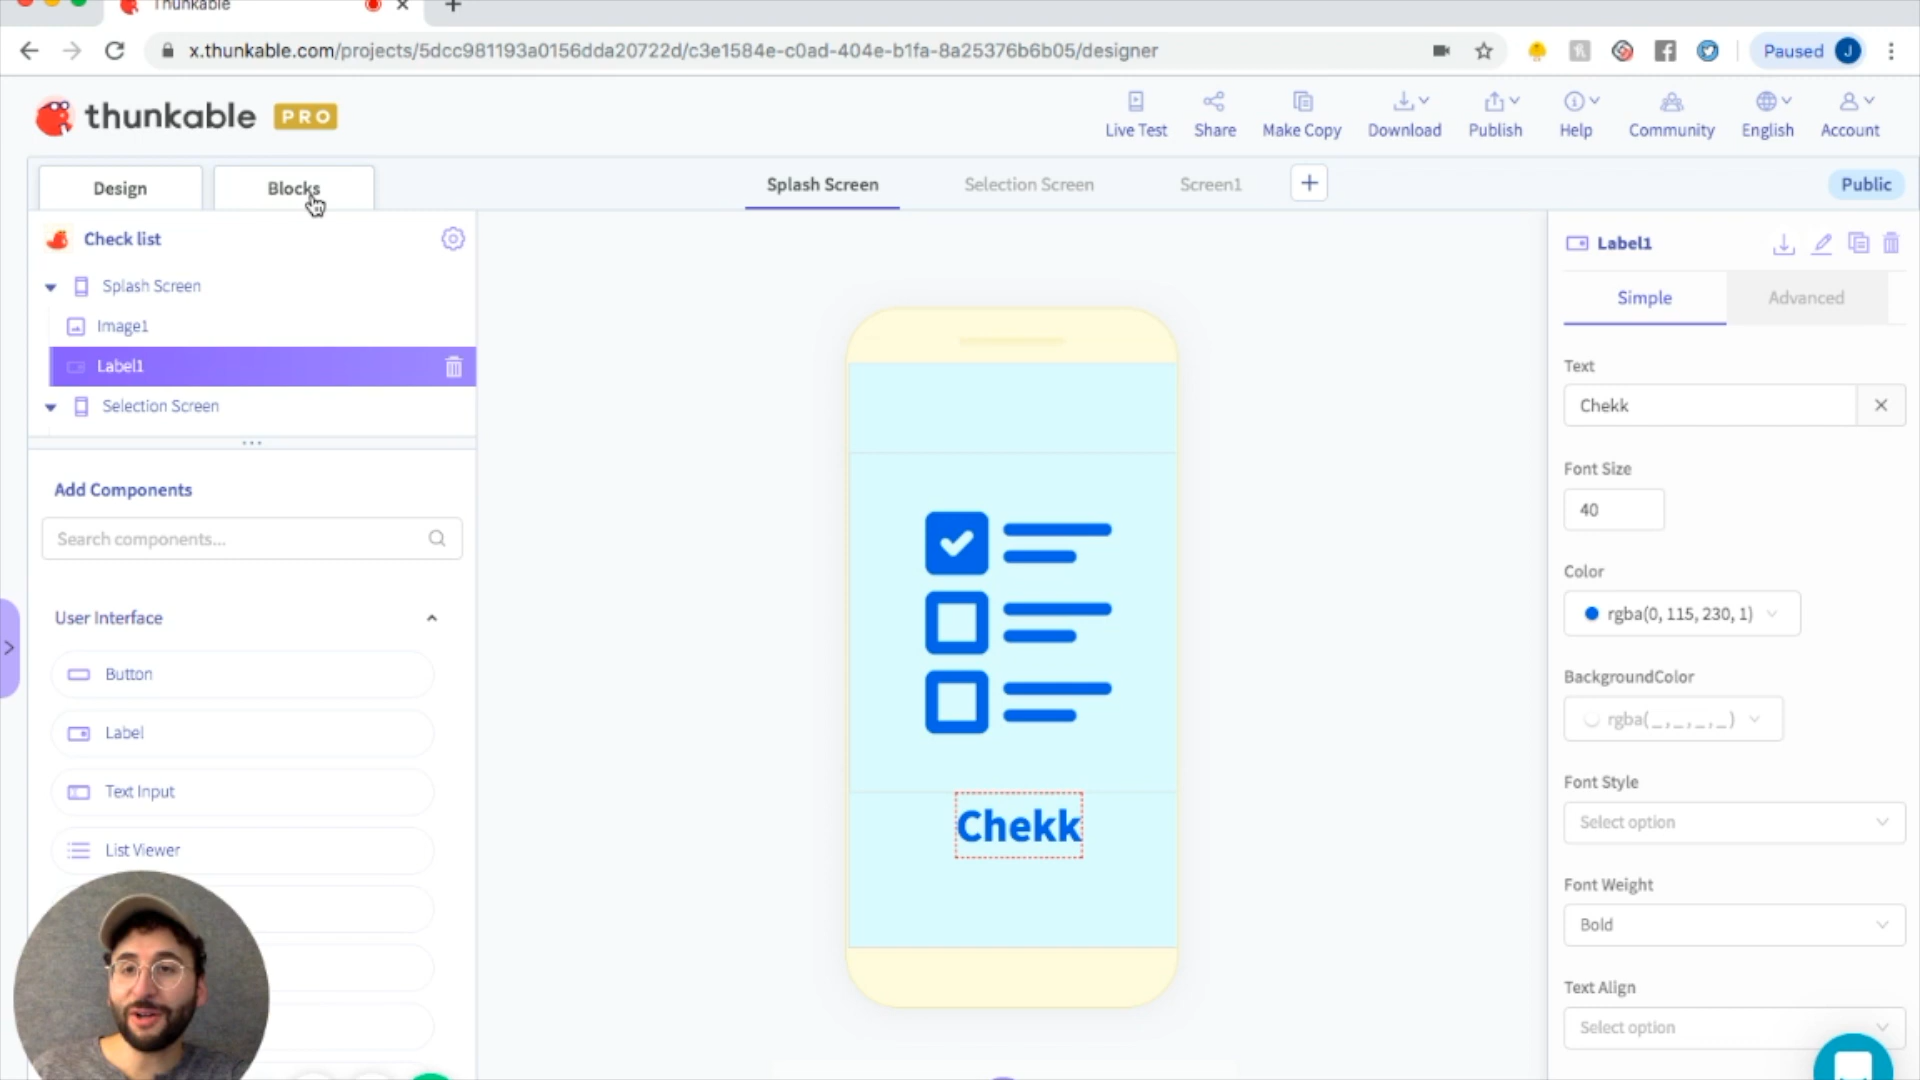 Thunkable
x.thunkable.com/projects/5dcc981193a0156dda20722d/c3e1584e-c0ad-404e-b1fa-8a25376b6b05/designer
Paused J
thunkable PRO
Live Test Share Make Copy Download Publish Help Community English Account
Design Blocks Splash Screen Selection Screen Screen1 + Public
Check list
Splash Screen
Image1
Label1
Selection Screen
Add Components
Search components...
User Interface
Button
Label
Text Input
List Viewer
Chekk
Label1
Simple Advanced
Text
Chekk
Font Size
40
Color
rgba(0, 115, 230, 1)
BackgroundColor
rgba(_,_,_,_)
Font Style
Select option
Font Weight
Bold
Text Align
Select option